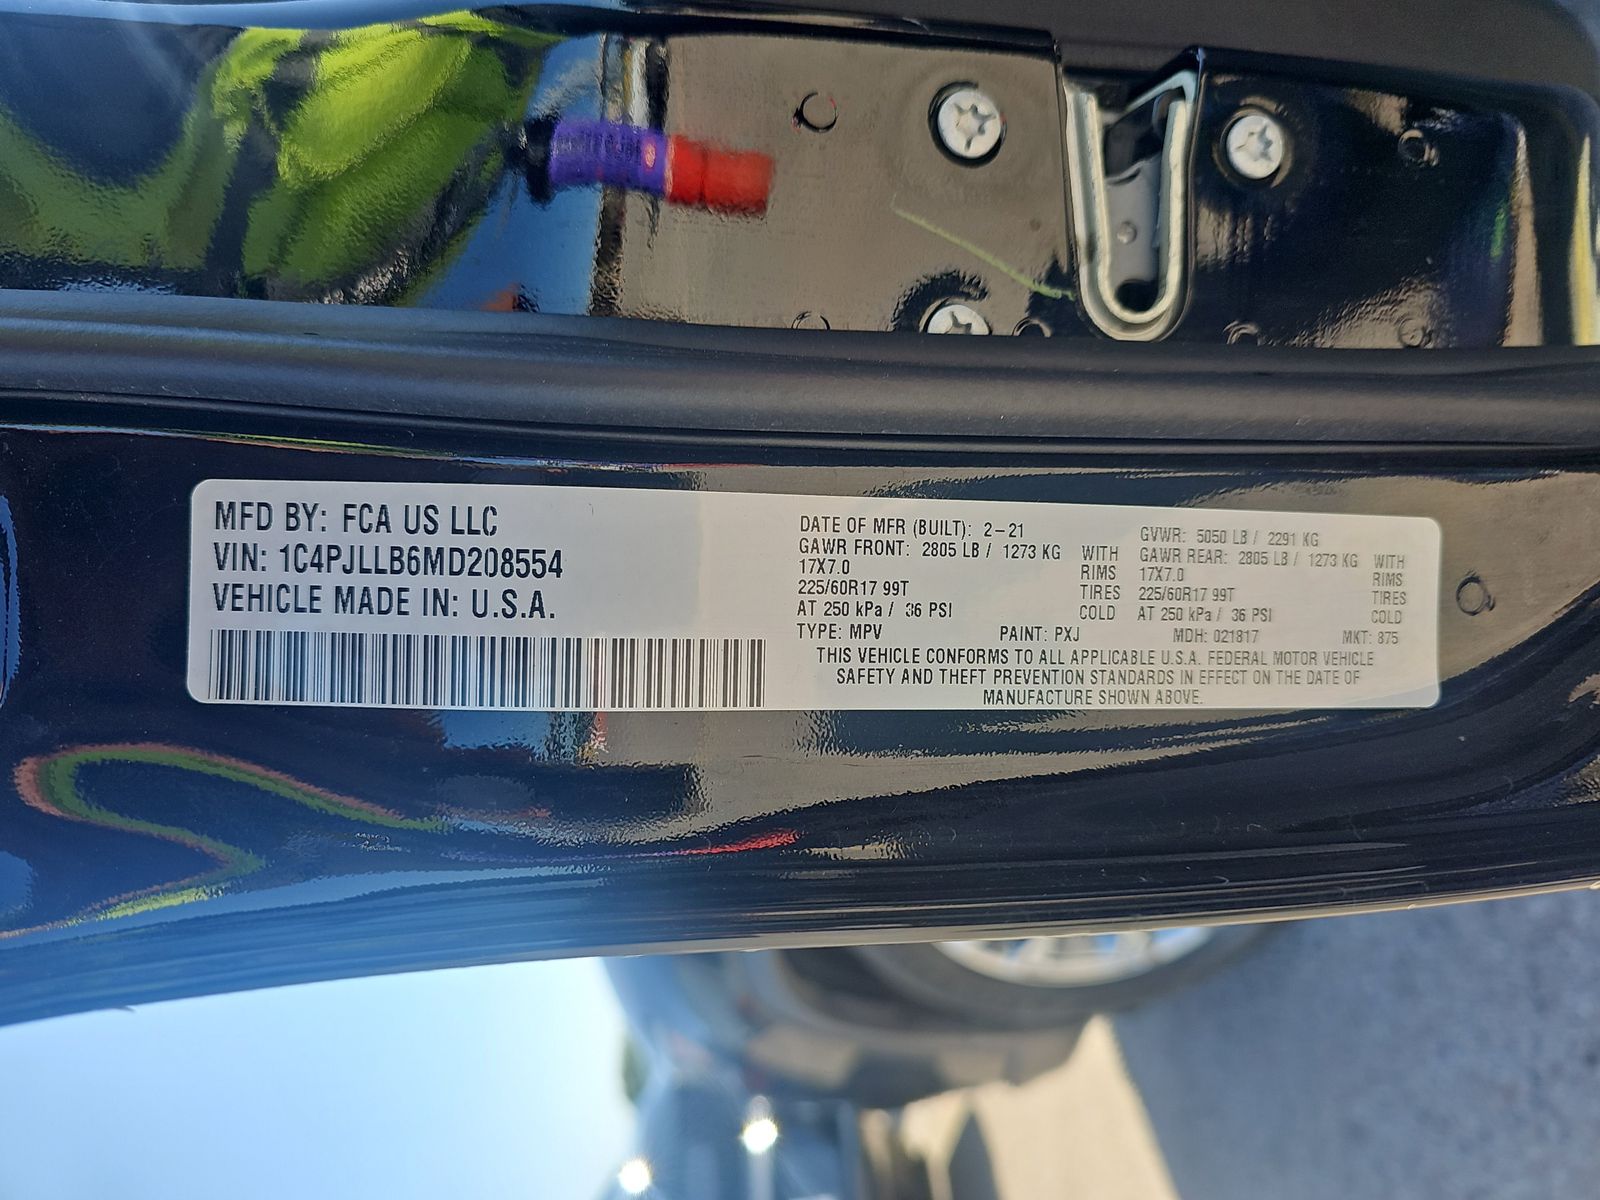 MFD BY: FCA US LLC
VIN: 1C4PJLLB6MD208554
VEHICLE MADE IN: U.S.A.
DATE OF MFR (BUILT): 2-21
GAWR FRONT: 2805 LB / 1273 KG WITH
17X7.0 RIMS
225/60R17 99T TIRES
AT 250 kPa / 36 PSI COLD
GVWR: 5050 LB / 2291 KG
GAWR REAR: 2805 LB / 1273 KG WITH
17X7.0 RIMS
225/60R17 99T TIRES
AT 250 kPa / 36 PSI COLD
TYPE: MPV PAINT: PXJ MDH: 021817 MKT: 875
THIS VEHICLE CONFORMS TO ALL APPLICABLE U.S.A. FEDERAL MOTOR VEHICLE
SAFETY AND THEFT PREVENTION STANDARDS IN EFFECT ON THE DATE OF
MANUFACTURE SHOWN ABOVE.